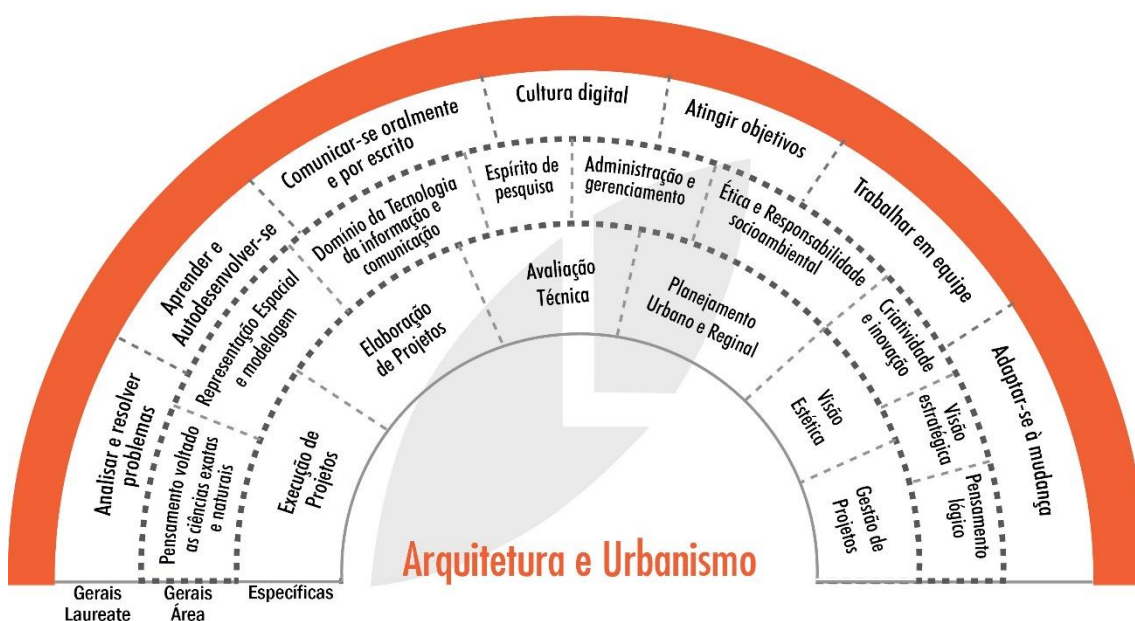 Analisar e resolver
problemas
Aprender e
Autodesenvolver-se
Comunicar-se oralmente
e por escrito
Cultura digital
Atingir objetivos
Trabalhar em equipe
Adaptar-se à mudança
Pensamento voltado
as ciências exatas
e naturais
Representação Espacial
e modelagem
Domínio da Tecnologia
da informação e
comunicação
Espírito de
pesquisa
Administração e
gerenciamento
Ética e Responsabilidade
socioambiental
Criatividade
e inovação
Visão
estratégica
Pensamento
lógico
Execução de
Projetos
Elaboração
de Projetos
Avaliação
Técnica
Planejamento
Urbano e Reginal
Visão
Estética
Gestão de
Projetos
Arquitetura e Urbanismo
Gerais
Laureate
Gerais
Área
Específicas